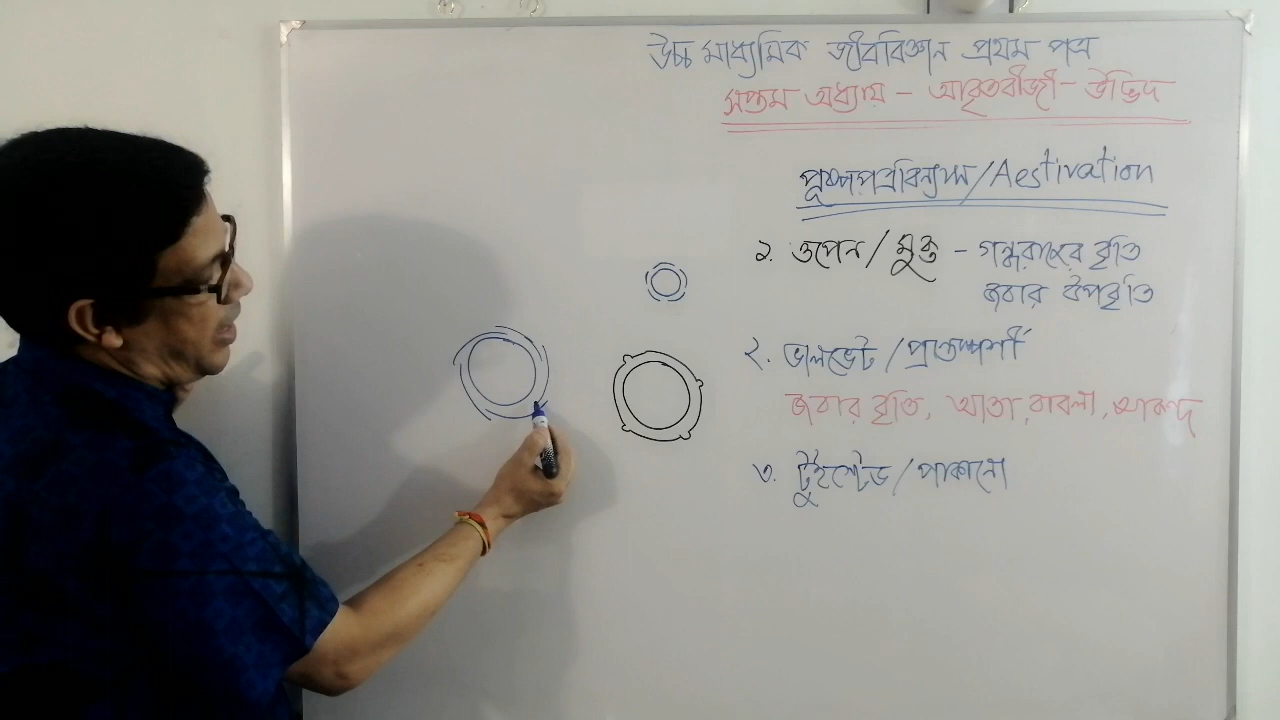 উচ্চ মাধ্যমিক জীববিজ্ঞান প্রথম পত্র
সপ্তম অধ্যায় – আবৃতবীজী – উদ্ভিদ
পুষ্পপত্রবিন্যাস/Aestivation
১. ওপেন/মুক্ত – গন্ধরাজের বৃতি
জবার উপবৃতি
২. ভালভেট/প্রান্তস্পর্শী
জবার বৃতি, আতা, বাবলা, আকন্দ
৩. টুইস্টেড/পাকানো